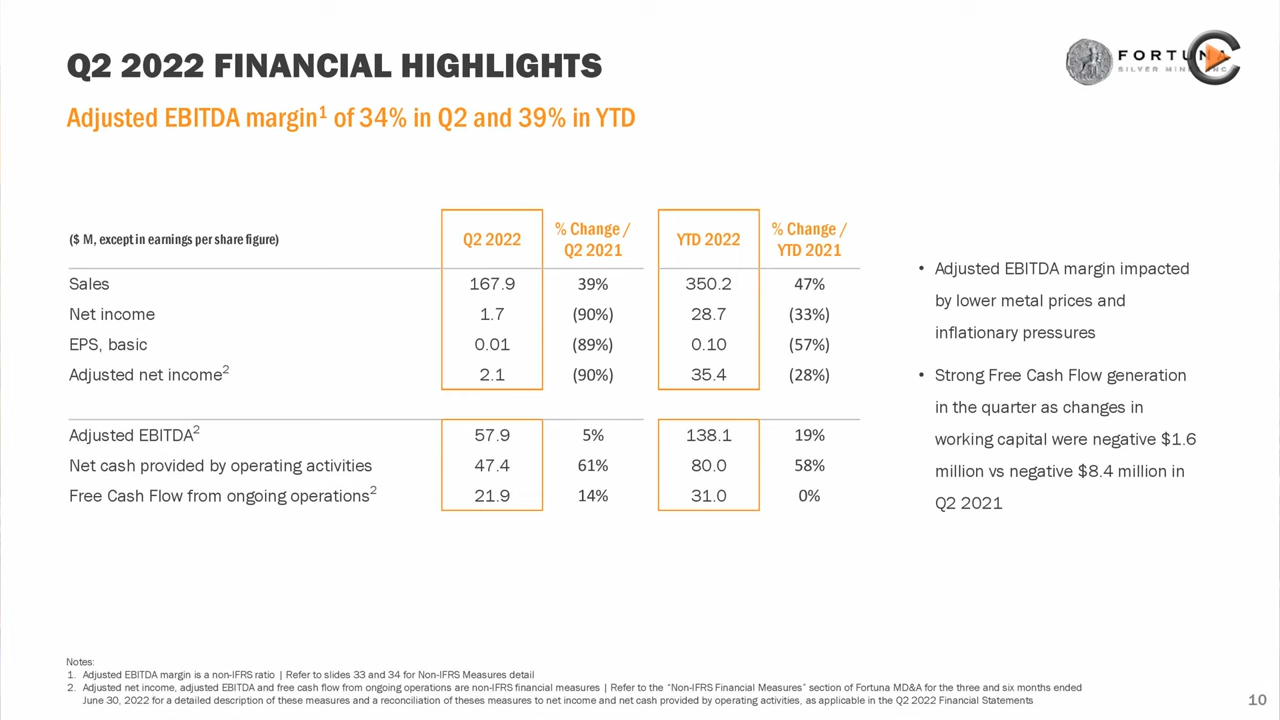 Q2 2022 FINANCIAL HIGHLIGHTS
Adjusted EBITDA margin¹ of 34% in Q2 and 39% in YTD
FORTUNA
SILVER MINES INC
($ M, except in earnings per share figure) Q2 2022 % Change / Q2 2021 YTD 2022 % Change / YTD 2021
Sales 167.9 39% 350.2 47%
Net income 1.7 (90%) 28.7 (33%)
EPS, basic 0.01 (89%) 0.10 (57%)
Adjusted net income² 2.1 (90%) 35.4 (28%)
Adjusted EBITDA² 57.9 5% 138.1 19%
Net cash provided by operating activities 47.4 61% 80.0 58%
Free Cash Flow from ongoing operations² 21.9 14% 31.0 0%
• Adjusted EBITDA margin impacted
by lower metal prices and
inflationary pressures
• Strong Free Cash Flow generation
in the quarter as changes in
working capital were negative $1.6
million vs negative $8.4 million in
Q2 2021
Notes:
1. Adjusted EBITDA margin is a non-IFRS ratio | Refer to slides 33 and 34 for Non-IFRS Measures detail
2. Adjusted net income, adjusted EBITDA and free cash flow from ongoing operations are non-IFRS financial measures | Refer to the “Non-IFRS Financial Measures” section of Fortuna MD&A for the three and six months ended
June 30, 2022 for a detailed description of these measures and a reconciliation of theses measures to net income and net cash provided by operating activities, as applicable in the Q2 2022 Financial Statements
10